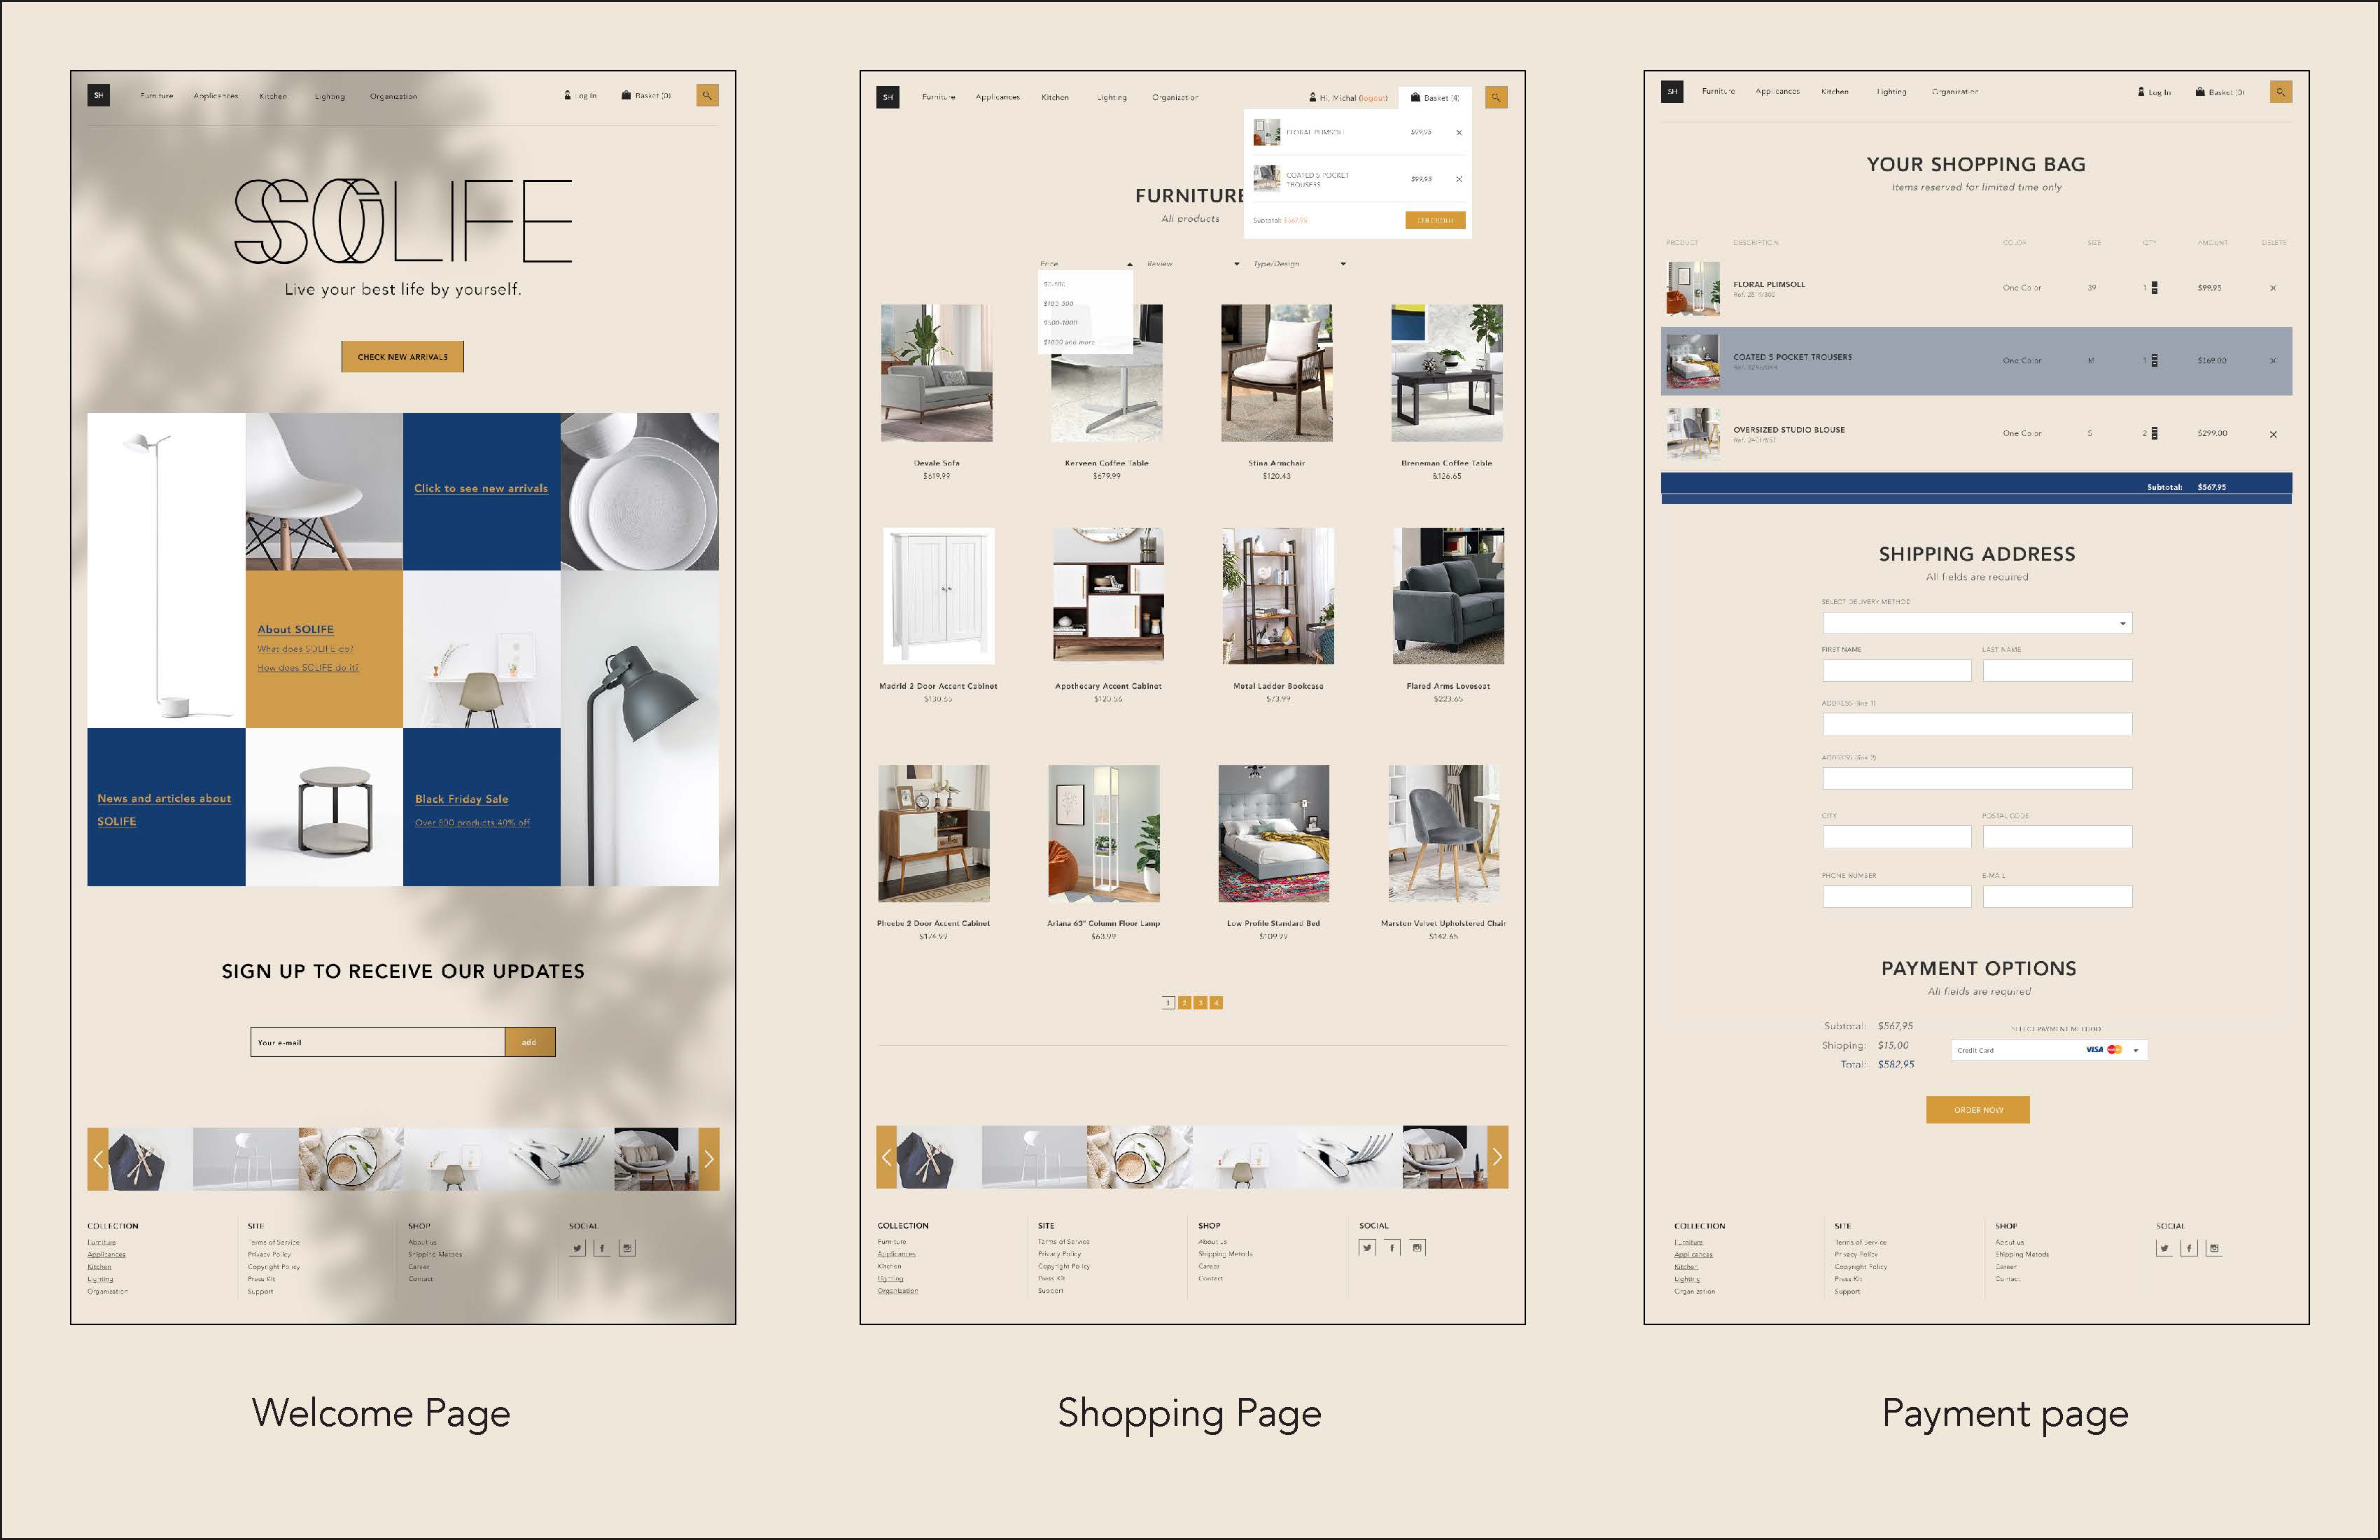 SH
Furniture Applicances Kitchen Lighting Organization
Log In
Basket (0)
SOLIFE
Live your best life by yourself.
CHECK NEW ARRIVALS
Click to see new arrivals
About SOLIFE
What does SOLIFE do?
How does SOLIFE do it?
News and articles about
SOLIFE
Black Friday Sale
Over 500 products 40% off
SIGN UP TO RECEIVE OUR UPDATES
Your e-mail
add
COLLECTION
Furniture
Applicances
Kitchen
Lighting
Organization
SITE
Terms of Service
Privacy Policy
Copyright Policy
Press Kit
Support
SHOP
About us
Shipping Metods
Career
Contact
SOCIAL
Welcome Page
SH
Furniture Applicances Kitchen Lighting Organization
Hi, Michal (logout)
Basket (4)
FLORAL PLIMSOLL $99,95
COATED 5 POCKET
TROUSERS
$99,95
Subtotal: $567,95
CHECKOUT
FURNITURE
All products
Price Review Type/Design
$100-500
$500-1000
$1000 and more
Devale Sofa
$619.99
Kerveen Coffee Table
$679.99
Stina Armchair
$120.43
Breneman Coffee Table
&126.65
Madrid 2 Door Accent Cabinet
$130.65
Apothecary Accent Cabinet
$123.56
Metal Ladder Bookcase
$73.99
Flared Arms Loveseat
$223.65
Phoebe 2 Door Accent Cabinet
$174.99
Ariana 63" Column Floor Lamp
$63.99
Low Profile Standard Bed
$109.99
Marston Velvet Upholstered Chair
$142.65
1 2 3 4
COLLECTION
Furniture
Applicances
Kitchen
Lighting
Organization
SITE
Terms of Service
Privacy Policy
Copyright Policy
Press Kit
Support
SHOP
About us
Shipping Metods
Career
Contact
SOCIAL
Shopping Page
SH
Furniture Applicances Kitchen Lighting Organization
Log In
Basket (0)
YOUR SHOPPING BAG
Items reserved for limited time only
PRODUCT DESCRIPTION COLOR SIZE QTY AMOUNT DELETE
FLORAL PLIMSOLL
One Color 39 1 $99,95
COATED 5 POCKET TROUSERS
One Color M 1 $169.00
OVERSIZED STUDIO BLOUSE
Ref. 2401/657
One Color S 2 $299.00
Subtotal: $567.95
SHIPPING ADDRESS
All fields are required
SELECT DELIVERY METHOD
FIRST NAME LAST NAME
ADDRESS (line 1)
ADDRESS (line 2)
CITY POSTAL CODE
PHONE NUMBER E-MAIL
PAYMENT OPTIONS
All fields are required
Subtotal: $567,95
Shipping: $15,00
Total: $582,95
SELECT PAYMENT METHOD
Credit Card VISA
ORDER NOW
COLLECTION
Furniture
Applicances
Kitchen
Lighting
Organization
SITE
Terms of Service
Privacy Policy
Copyright Policy
Press Kit
Support
SHOP
About us
Shipping Metods
Career
Contact
SOCIAL
Payment page